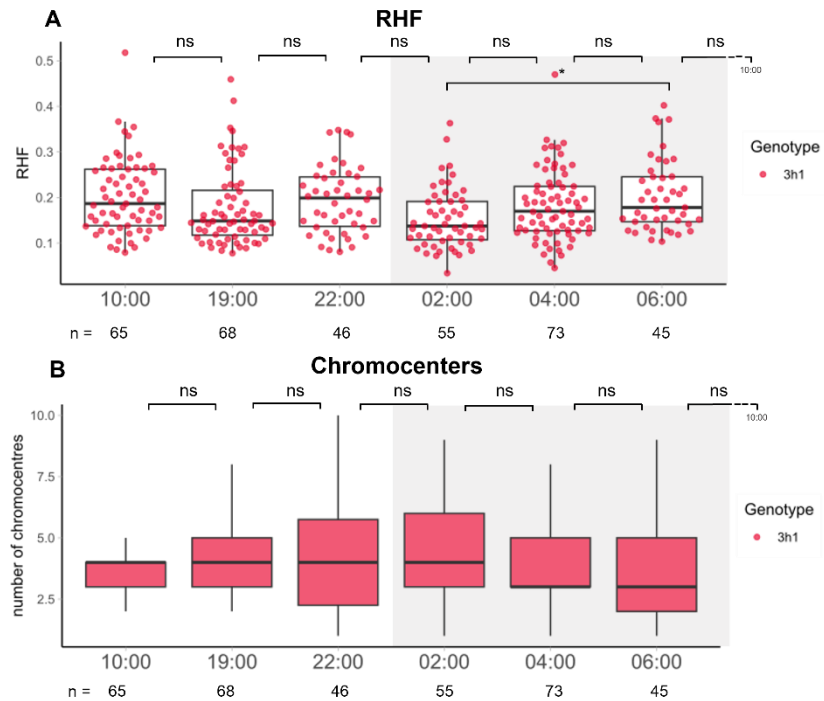 A
RHF
ns ns ns ns ns ns
10:00
*
0.5
0.4
0.3
0.2
0.1
RHF
Genotype
3h1
10:00 19:00 22:00 02:00 04:00 06:00
n = 65 68 46 55 73 45
B
Chromocenters
ns ns ns ns ns ns
10:00
10.0
7.5
5.0
2.5
number of chromocentres
Genotype
3h1
10:00 19:00 22:00 02:00 04:00 06:00
n = 65 68 46 55 73 45